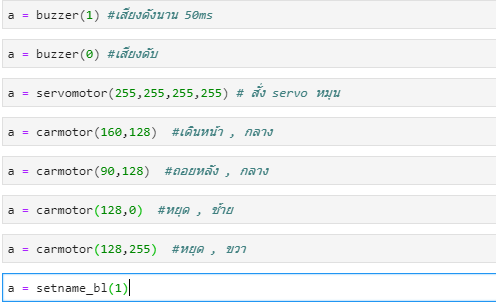 a = buzzer(1) #เสียงดังนาน 50ms
a = buzzer(0) #เสียงดับ
a = servomotor(255,255,255,255) # สั่ง servo หมุน
a = carmotor(160,128)  #เดินหน้า , กลาง
a = carmotor(90,128)  #ถอยหลัง , กลาง
a = carmotor(128,0)  #หยุด , ซ้าย
a = carmotor(128,255)  #หยุด , ขวา
a = setname_bl(1)